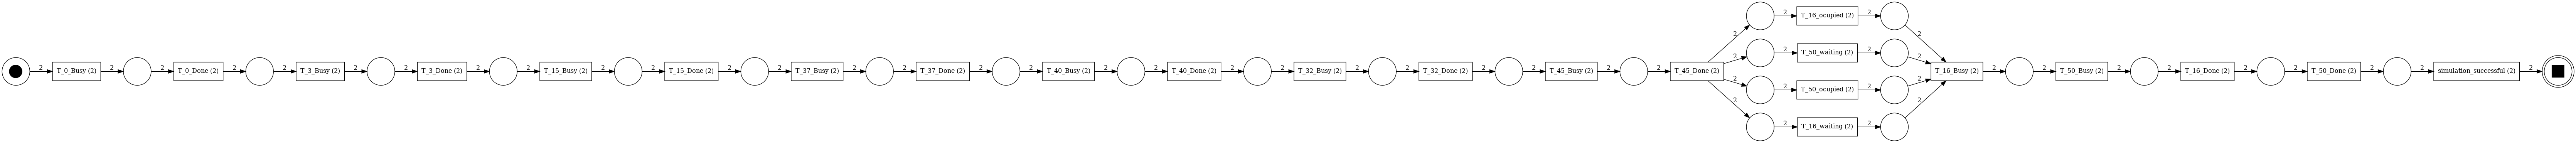 2 T_0_Busy (2) 2 2 T_0_Done (2) 2 2 T_3_Busy (2) 2 2 T_3_Done (2) 2 2 T_15_Busy (2) 2 2 T_15_Done (2) 2 2 T_37_Busy (2) 2 2 T_37_Done (2) 2 2 T_40_Busy (2) 2 2 T_40_Done (2) 2 2 T_32_Busy (2) 2 2 T_32_Done (2) 2 2 T_45_Busy (2) 2 2 T_45_Done (2)
2 2 T_16_ocupied (2) 2 2
2 2 T_50_waiting (2) 2 2
2 2 T_50_ocupied (2) 2 2
2 2 T_16_waiting (2) 2 2
T_16_Busy (2) 2 2 T_50_Busy (2) 2 2 T_16_Done (2) 2 2 T_50_Done (2) 2 2 simulation_successful (2) 2